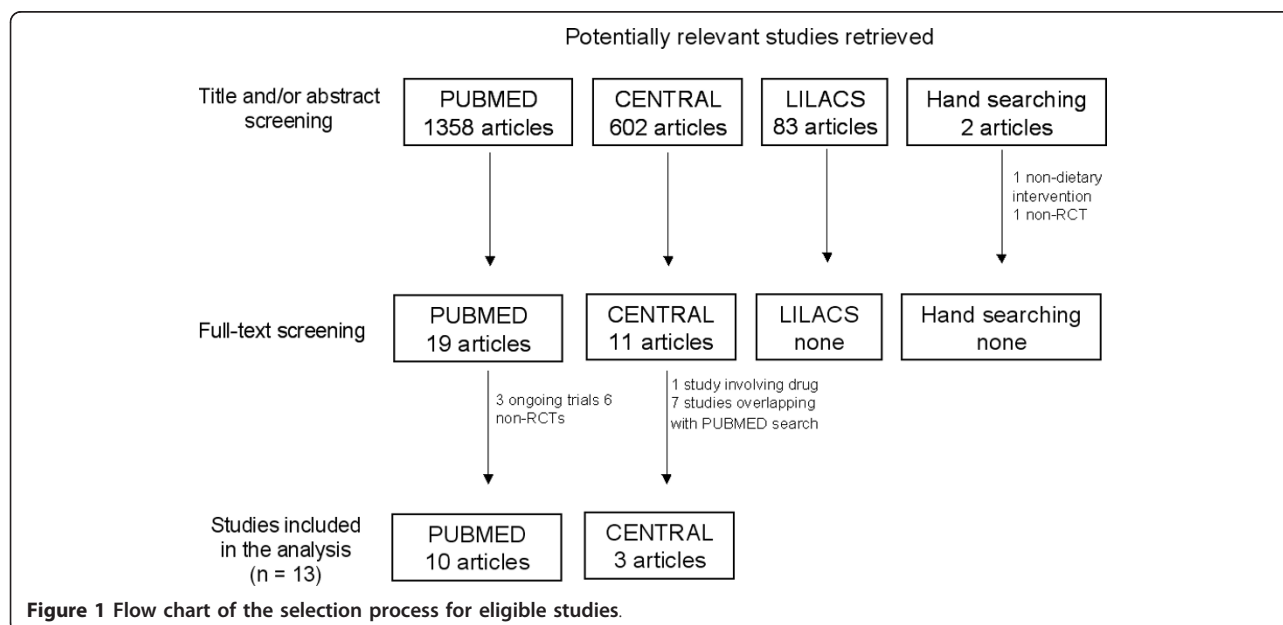 Potentially relevant studies retrieved
Title and/or abstract
screening
PUBMED
1358 articles
CENTRAL
602 articles
LILACS
83 articles
Hand searching
2 articles
1 non-dietary
intervention
1 non-RCT
Full-text screening
PUBMED
19 articles
CENTRAL
11 articles
LILACS
none
Hand searching
none
3 ongoing trials 6
non-RCTs
1 study involving drug
7 studies overlapping
with PUBMED search
Studies included
in the analysis
(n = 13)
PUBMED
10 articles
CENTRAL
3 articles
Figure 1 Flow chart of the selection process for eligible studies.